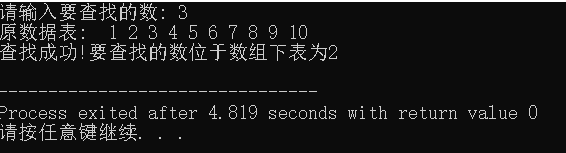 请输入要查找的数: 3
原数据表:  1 2 3 4 5 6 7 8 9 10
查找成功!要查找的数位于数组下表为2
--------------------------------
Process exited after 4.819 seconds with return value 0
请按任意键继续. . .